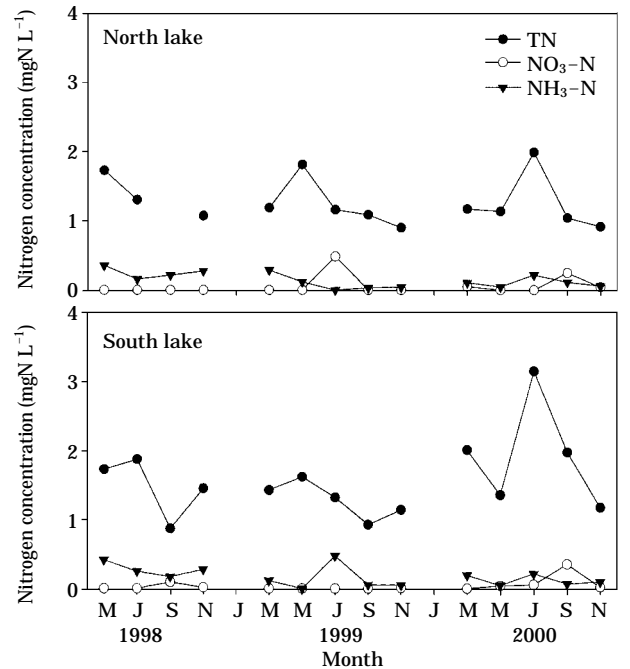 4
3
2
1
0
Nitrogen concentration (mgN L⁻¹)
North lake
TN
NO₃–N
NH₃–N
4
3
2
1
0
Nitrogen concentration (mgN L⁻¹)
South lake
M J S N J M M J S N J M M J S N
1998 1999 2000
Month